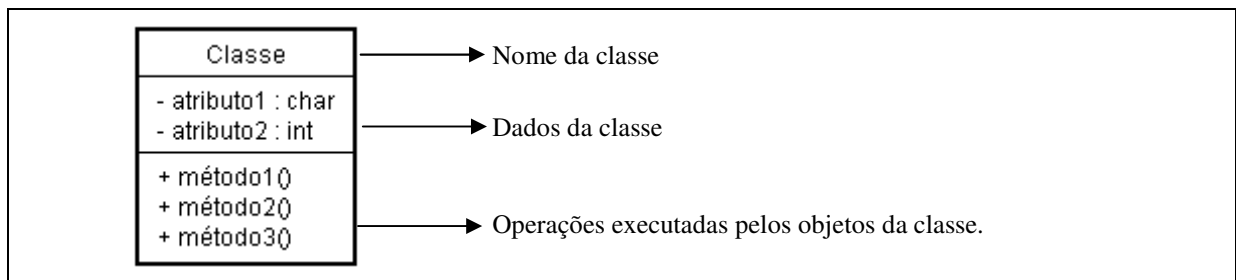 Classe
Nome da classe
- atributo1 : char
- atributo2 : int
Dados da classe
+ método1()
+ método2()
+ método3()
Operações executadas pelos objetos da classe.